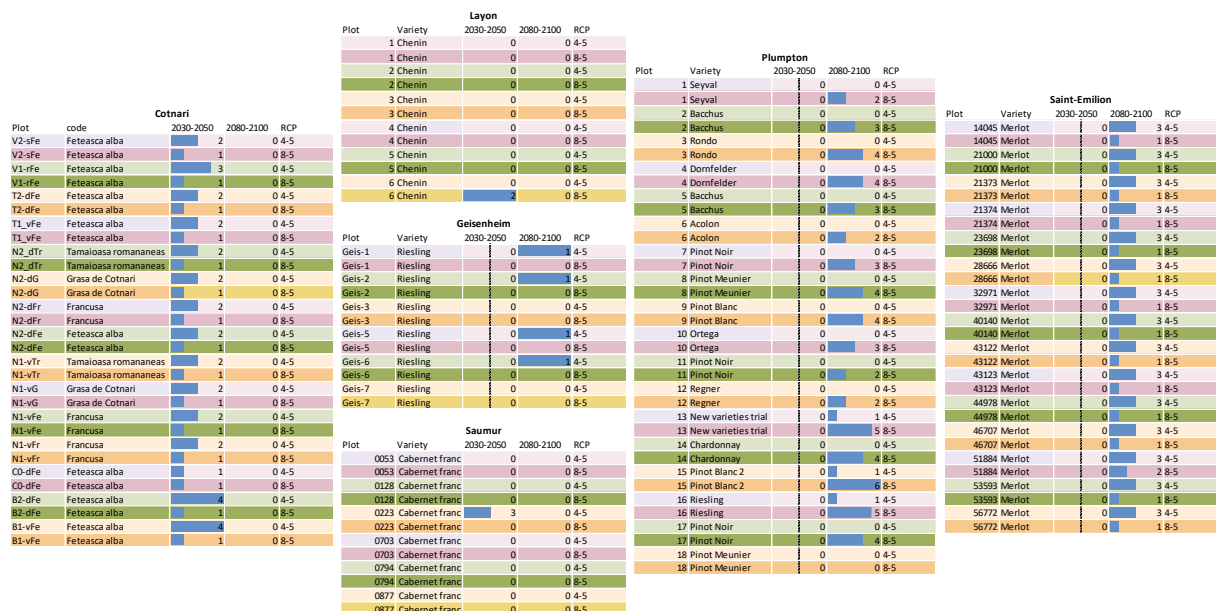 Cotnari
Plot code 2030-2050 2080-2100 RCP
V2-sFe Feteasca alba 2 0 4-5
V2-sFe Feteasca alba 1 0 8-5
V1-rFe Feteasca alba 3 0 4-5
V1-rFe Feteasca alba 1 0 8-5
T2-dFe Feteasca alba 2 0 4-5
T2-dFe Feteasca alba 1 0 8-5
T1_vFe Feteasca alba 2 0 4-5
T1_vFe Feteasca alba 1 0 8-5
N2_dTr Tamaioasa romananeas 2 0 4-5
N2_dTr Tamaioasa romananeas 1 0 8-5
N2-dG Grasa de Cotnari 2 0 4-5
N2-dG Grasa de Cotnari 1 0 8-5
N2-dFr Francusa 2 0 4-5
N2-dFr Francusa 1 0 8-5
N2-dFe Feteasca alba 2 0 4-5
N2-dFe Feteasca alba 1 0 8-5
N1-vTr Tamaioasa romananeas 2 0 4-5
N1-vTr Tamaioasa romananeas 1 0 8-5
N1-vG Grasa de Cotnari 2 0 4-5
N1-vG Grasa de Cotnari 1 0 8-5
N1-vFe Francusa 2 0 4-5
N1-vFe Francusa 1 0 8-5
N1-vFr Francusa 2 0 4-5
N1-vFr Francusa 1 0 8-5
C0-dFe Feteasca alba 1 0 4-5
C0-dFe Feteasca alba 1 0 8-5
B2-dFe Feteasca alba 4 0 4-5
B2-dFe Feteasca alba 1 0 8-5
B1-vFe Feteasca alba 4 0 4-5
B1-vFe Feteasca alba 1 0 8-5
Layon
Plot Variety 2030-2050 2080-2100 RCP
1 Chenin 0 0 4-5
1 Chenin 0 0 8-5
2 Chenin 0 0 4-5
2 Chenin 0 0 8-5
3 Chenin 0 0 4-5
3 Chenin 0 0 8-5
4 Chenin 0 0 4-5
4 Chenin 0 0 8-5
5 Chenin 0 0 4-5
5 Chenin 0 0 8-5
6 Chenin 0 0 4-5
6 Chenin 2 0 8-5
Geisenheim
Plot Variety 2030-2050 2080-2100 RCP
Geis-1 Riesling 0 1 4-5
Geis-1 Riesling 0 0 8-5
Geis-2 Riesling 0 1 4-5
Geis-2 Riesling 0 0 8-5
Geis-3 Riesling 0 0 4-5
Geis-3 Riesling 0 0 8-5
Geis-5 Riesling 0 1 4-5
Geis-5 Riesling 0 0 8-5
Geis-6 Riesling 0 1 4-5
Geis-6 Riesling 0 0 8-5
Geis-7 Riesling 0 0 4-5
Geis-7 Riesling 0 0 8-5
Saumur
Plot Variety 2030-2050 2080-2100 RCP
0053 Cabernet franc 0 0 4-5
0053 Cabernet franc 0 0 8-5
0128 Cabernet franc 0 0 4-5
0128 Cabernet franc 0 0 8-5
0223 Cabernet franc 3 0 4-5
0223 Cabernet franc 0 0 8-5
0703 Cabernet franc 0 0 4-5
0703 Cabernet franc 0 0 8-5
0794 Cabernet franc 0 0 4-5
0794 Cabernet franc 0 0 8-5
0877 Cabernet franc 0 0 4-5
0877 Cabernet franc 0 0 8-5
Plumpton
Plot Variety 2030-2050 2080-2100 RCP
1 Seyval 0 0 4-5
1 Seyval 0 2 8-5
2 Bacchus 0 0 4-5
2 Bacchus 0 3 8-5
3 Rondo 0 0 4-5
3 Rondo 0 4 8-5
4 Dornfelder 0 0 4-5
4 Dornfelder 0 4 8-5
5 Bacchus 0 0 4-5
5 Bacchus 0 3 8-5
6 Acolon 0 0 4-5
6 Acolon 0 2 8-5
7 Pinot Noir 0 0 4-5
7 Pinot Noir 0 3 8-5
8 Pinot Meunier 0 0 4-5
8 Pinot Meunier 0 4 8-5
9 Pinot Blanc 0 0 4-5
9 Pinot Blanc 0 4 8-5
10 Ortega 0 0 4-5
10 Ortega 0 3 8-5
11 Pinot Noir 0 0 4-5
11 Pinot Noir 0 2 8-5
12 Regner 0 0 4-5
12 Regner 0 2 8-5
13 New varieties trial 0 1 4-5
13 New varieties trial 0 5 8-5
14 Chardonnay 0 0 4-5
14 Chardonnay 0 4 8-5
15 Pinot Blanc 2 0 1 4-5
15 Pinot Blanc 2 0 6 8-5
16 Riesling 0 1 4-5
16 Riesling 0 5 8-5
17 Pinot Noir 0 0 4-5
17 Pinot Noir 0 4 8-5
18 Pinot Meunier 0 0 4-5
18 Pinot Meunier 0 0 8-5
Saint-Emilion
Plot Variety 2030-2050 2080-2100 RCP
14045 Merlot 0 3 4-5
14045 Merlot 0 1 8-5
21000 Merlot 0 3 4-5
21000 Merlot 0 1 8-5
21373 Merlot 0 3 4-5
21373 Merlot 0 1 8-5
21374 Merlot 0 3 4-5
21374 Merlot 0 1 8-5
23698 Merlot 0 3 4-5
23698 Merlot 0 1 8-5
28666 Merlot 0 3 4-5
28666 Merlot 0 1 8-5
32971 Merlot 0 3 4-5
32971 Merlot 0 1 8-5
40140 Merlot 0 3 4-5
40140 Merlot 0 1 8-5
43122 Merlot 0 3 4-5
43122 Merlot 0 1 8-5
43123 Merlot 0 3 4-5
43123 Merlot 0 1 8-5
44978 Merlot 0 3 4-5
44978 Merlot 0 1 8-5
46707 Merlot 0 3 4-5
46707 Merlot 0 1 8-5
51884 Merlot 0 3 4-5
51884 Merlot 0 2 8-5
53593 Merlot 0 3 4-5
53593 Merlot 0 1 8-5
56772 Merlot 0 3 4-5
56772 Merlot 0 1 8-5